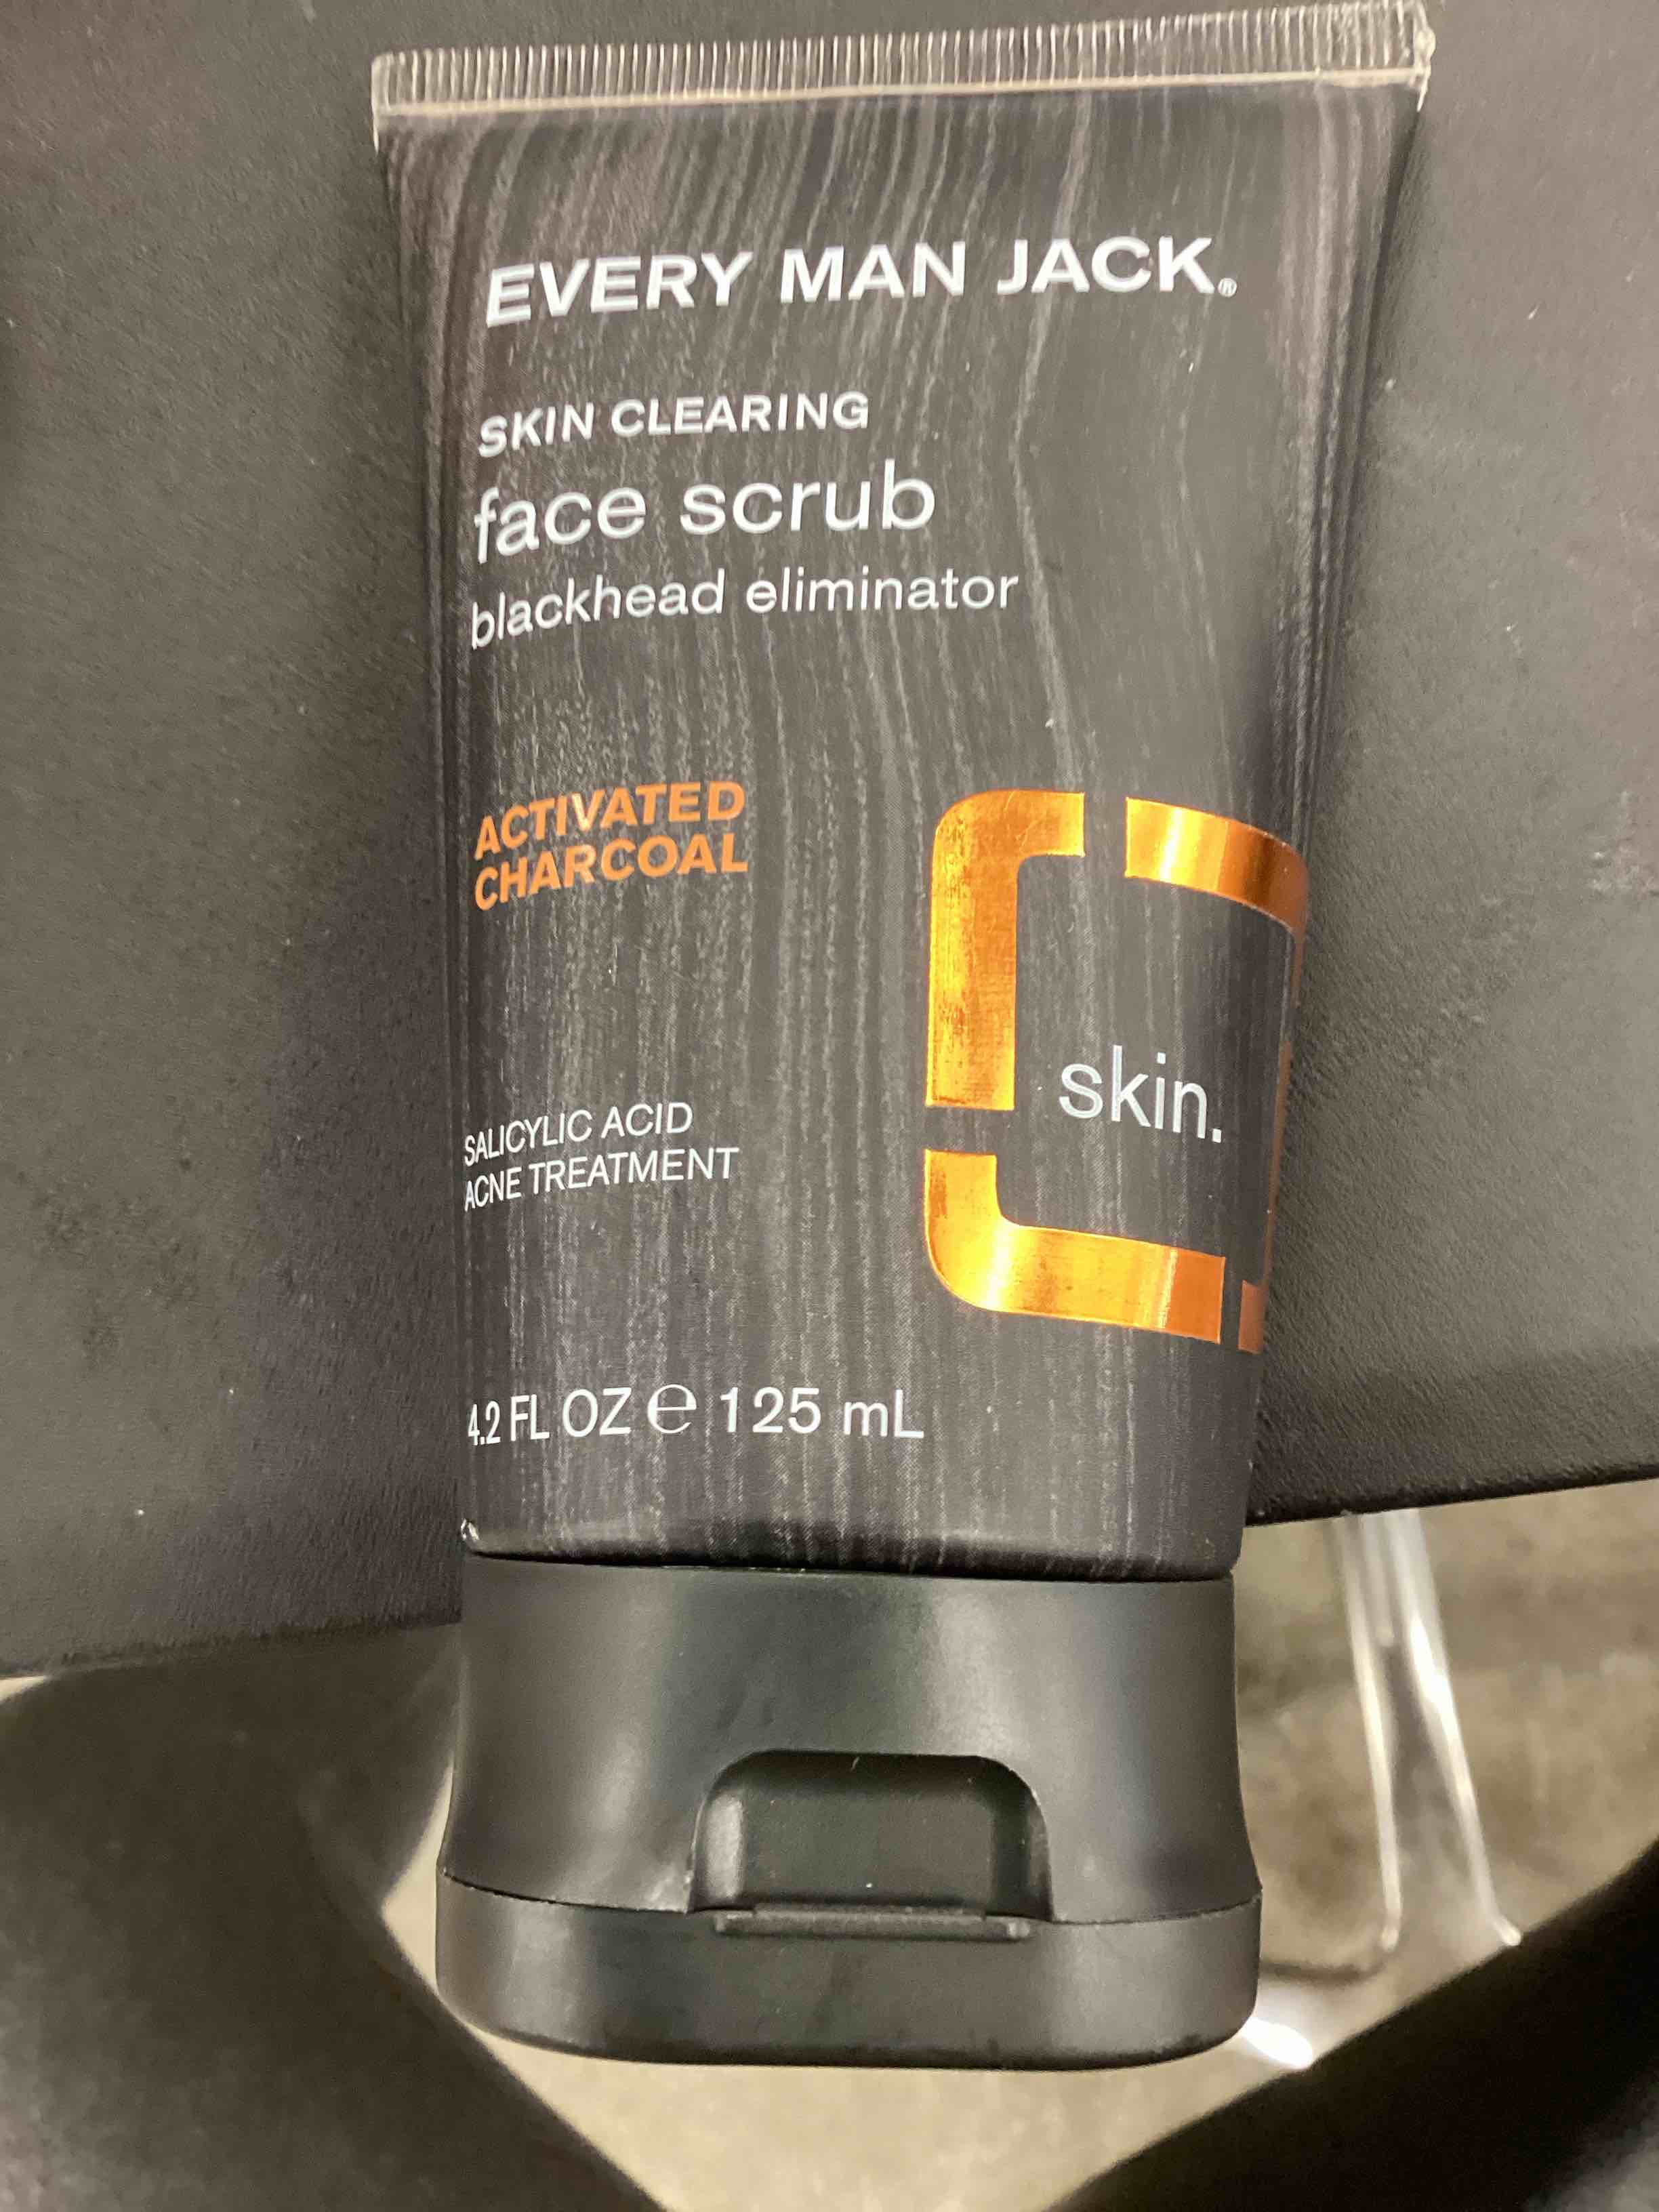 EVERY MAN JACK®
SKIN CLEARING
face scrub
blackhead eliminator
ACTIVATED
CHARCOAL
skin.
SALICYLIC ACID
ACNE TREATMENT
4.2 FL OZ ℮ 125 mL